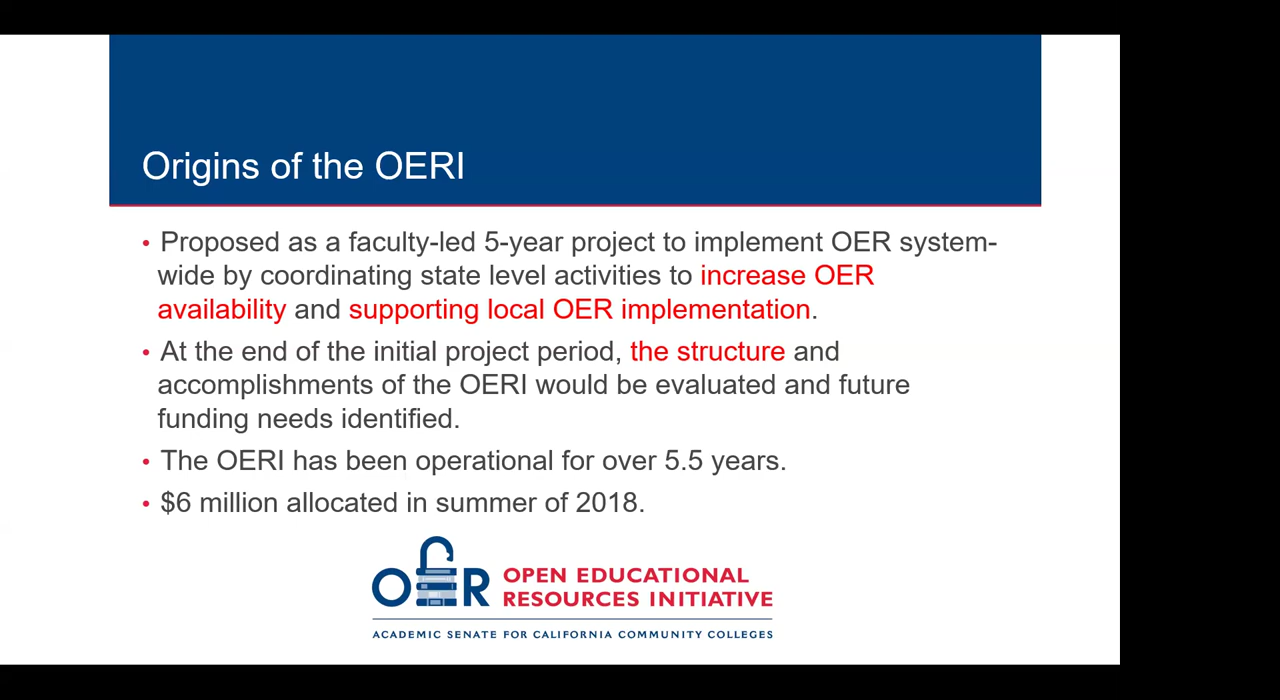 Origins of the OERI
• Proposed as a faculty-led 5-year project to implement OER system-
wide by coordinating state level activities to increase OER
availability and supporting local OER implementation.
• At the end of the initial project period, the structure and
accomplishments of the OERI would be evaluated and future
funding needs identified.
• The OERI has been operational for over 5.5 years.
• $6 million allocated in summer of 2018.
OER
OPEN EDUCATIONAL
RESOURCES INITIATIVE
ACADEMIC SENATE FOR CALIFORNIA COMMUNITY COLLEGES